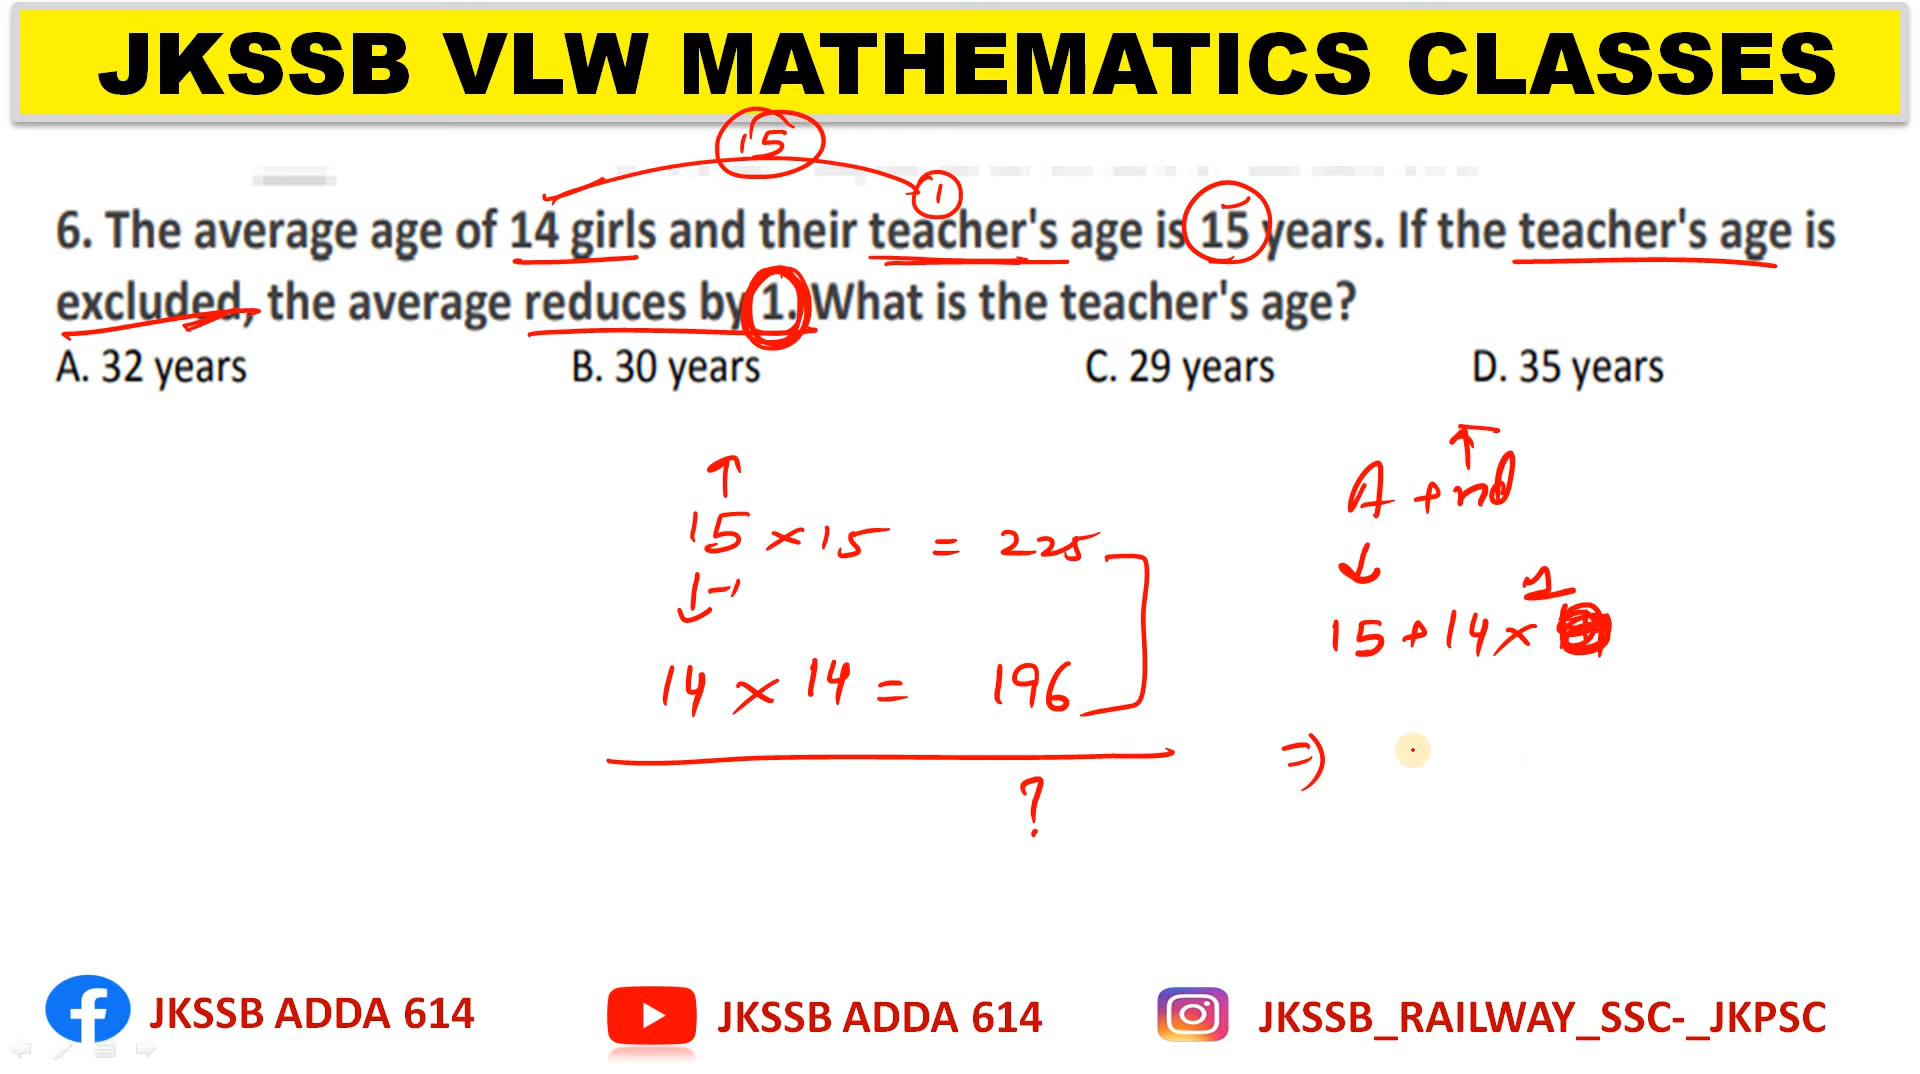 JKSSB VLW MATHEMATICS CLASSES
15
1
6. The average age of 14 girls and their teacher's age is 15 years. If the teacher's age is
excluded, the average reduces by 1. What is the teacher's age?
A. 32 years B. 30 years C. 29 years D. 35 years
15 × 15 = 225
-1
14 × 14 = 196
?
A + nd
1
15 + 14 ×
⇒
JKSSB ADDA 614 JKSSB ADDA 614 JKSSB_RAILWAY_SSC-_JKPSC